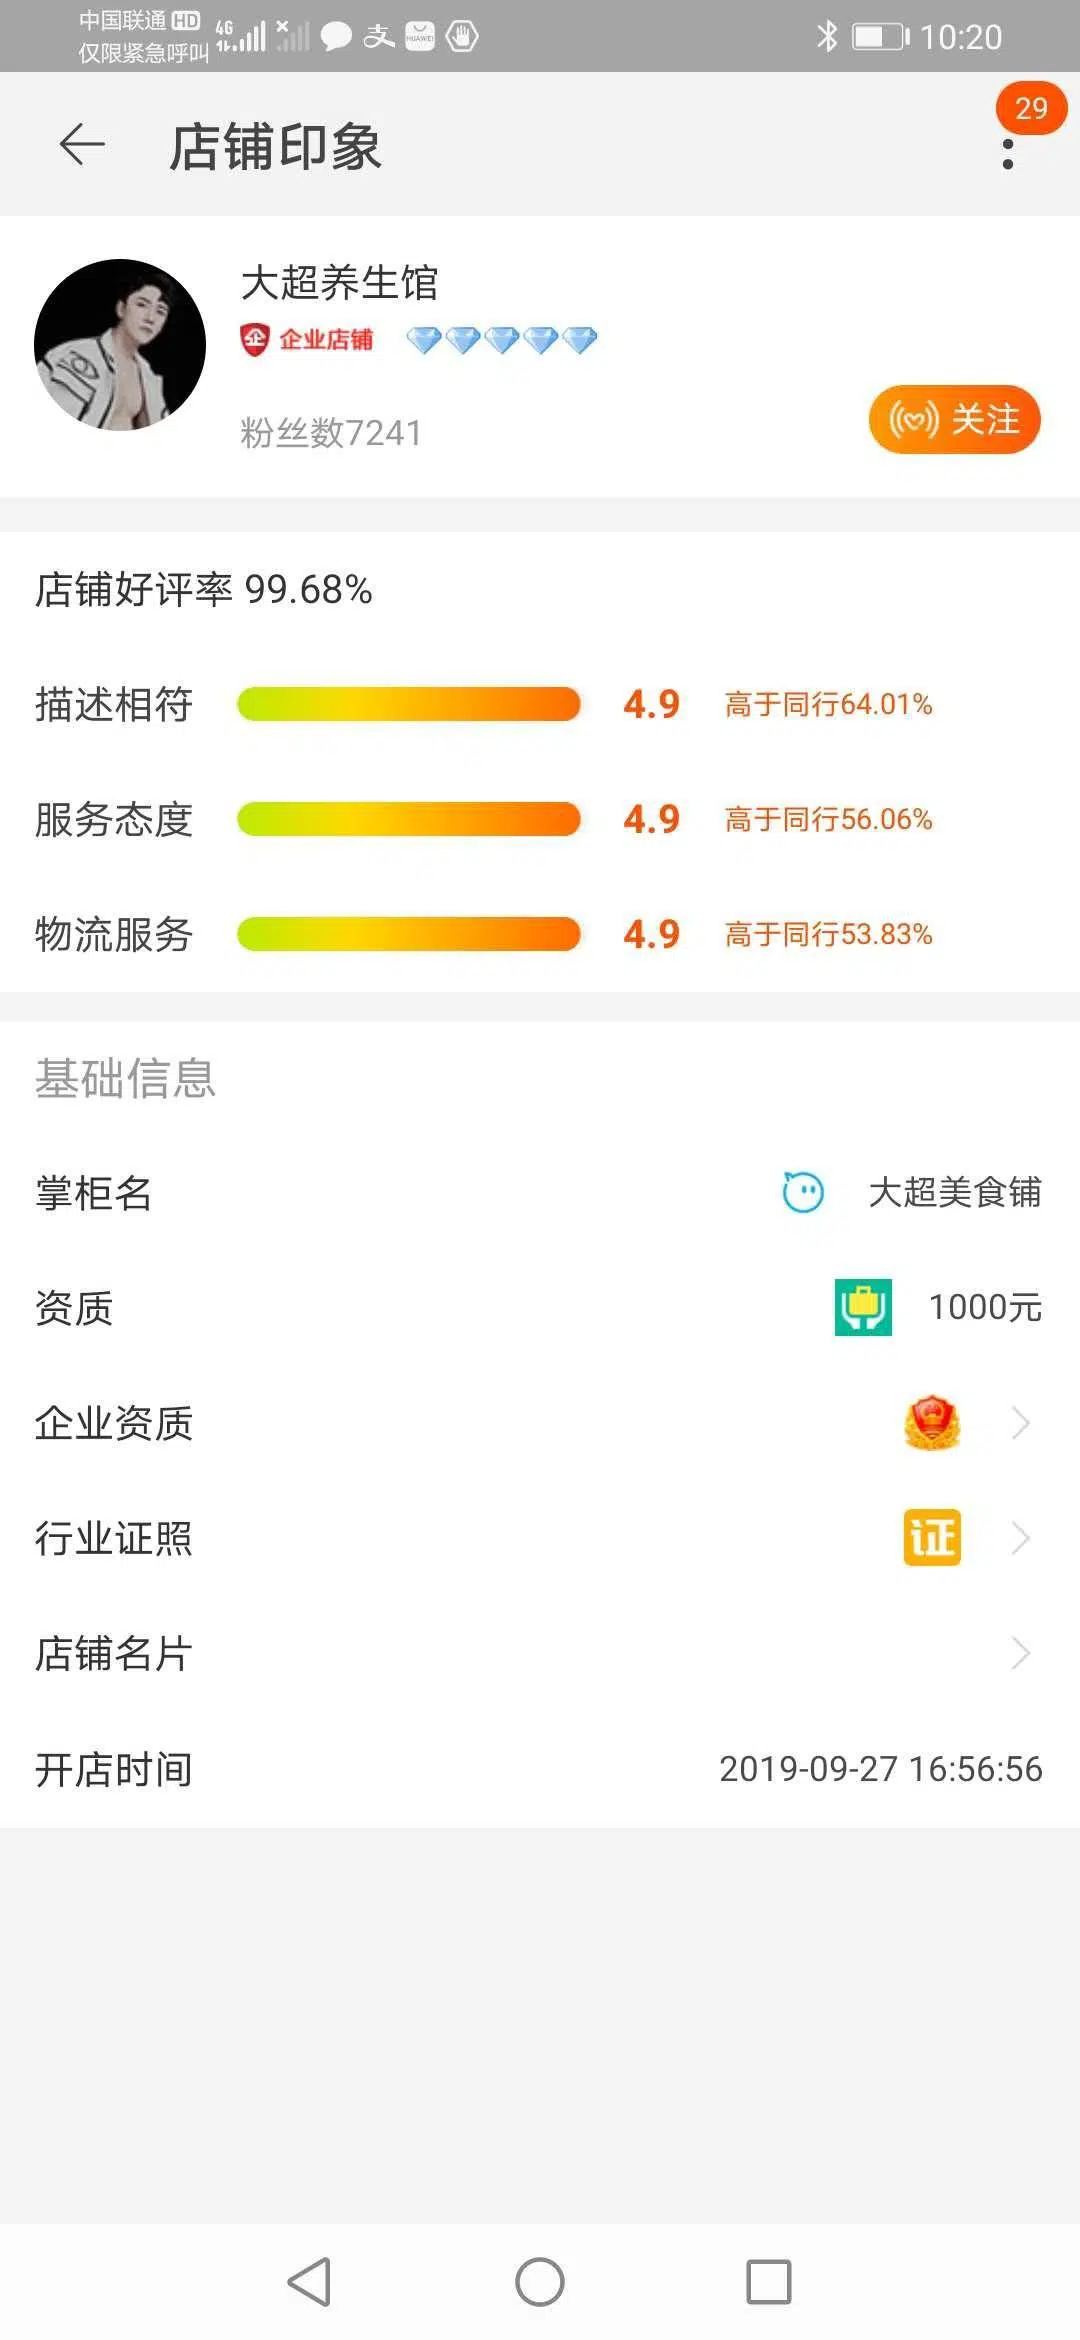 中国联通 HD 4G
仅限紧急呼叫
HUAWEI
10:20
29
店铺印象
大超养生馆
企 企业店铺
粉丝数7241
关注
店铺好评率 99.68%
描述相符 4.9 高于同行64.01%
服务态度 4.9 高于同行56.06%
物流服务 4.9 高于同行53.83%
基础信息
掌柜名 大超美食铺
资质 1000元
企业资质
行业证照 证
店铺名片
开店时间 2019-09-27 16:56:56